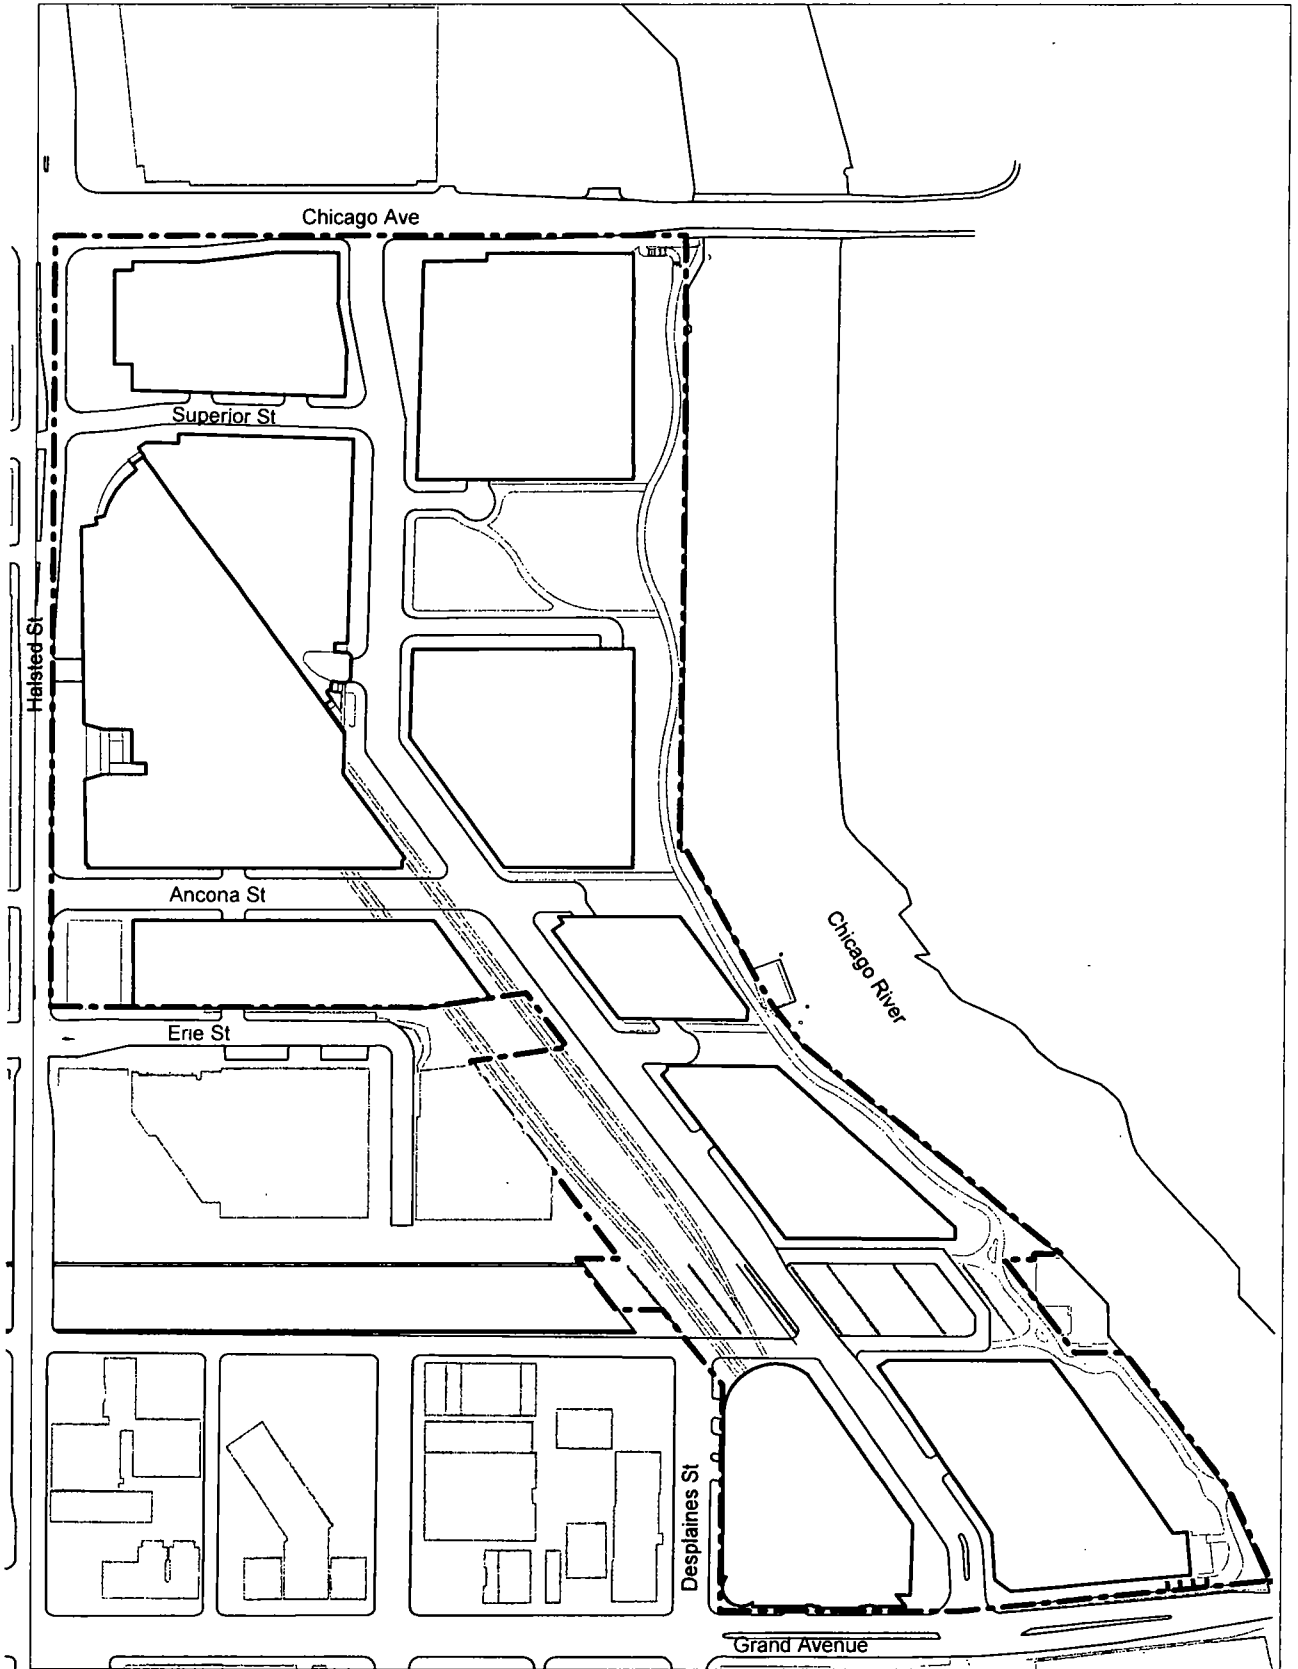 Chicago Ave
Superior St
Halsted St
Ancona St
Chicago River
Erie St
Desplaines St
Grand Avenue